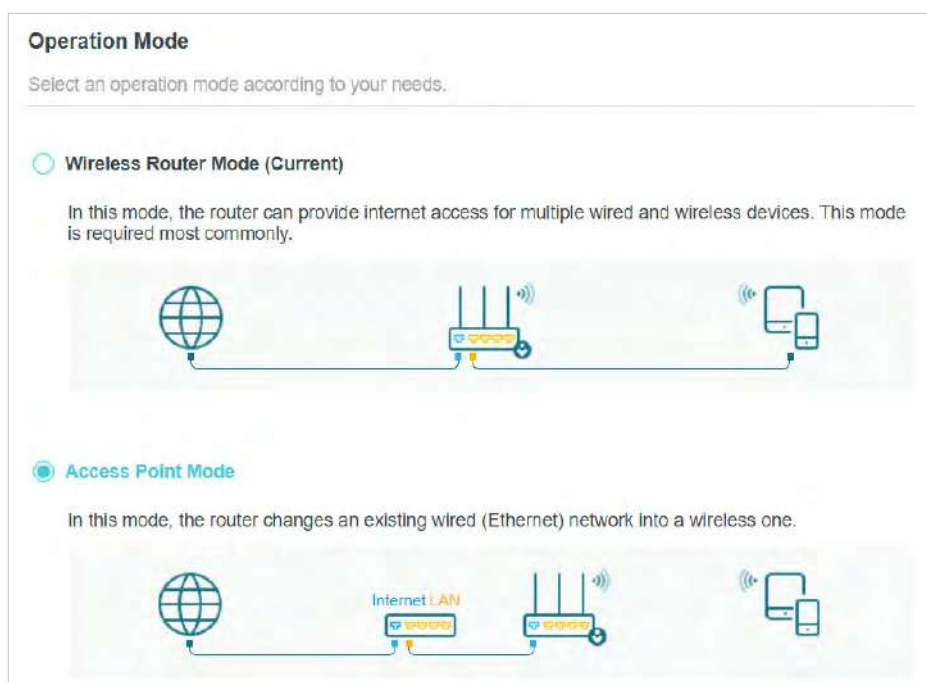 Operation Mode
Select an operation mode according to your needs.
Wireless Router Mode (Current)
In this mode, the router can provide internet access for multiple wired and wireless devices. This mode
is required most commonly.
Access Point Mode
In this mode, the router changes an existing wired (Ethernet) network into a wireless one.
Internet LAN